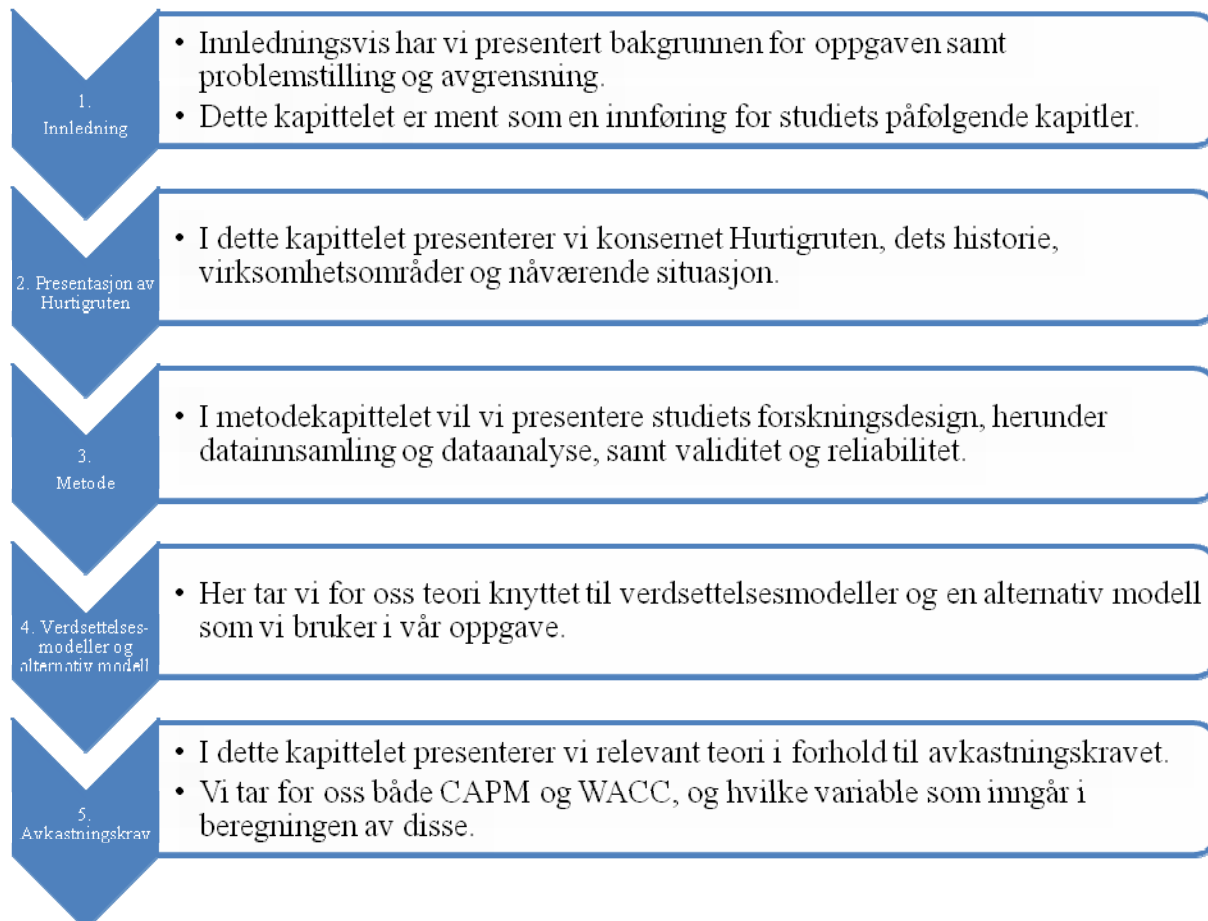 1.
Innledning
• Innledningsvis har vi presentert bakgrunnen for oppgaven samt
problemstilling og avgrensning.
• Dette kapittelet er ment som en innføring for studiets påfølgende kapitler.
2. Presentasjon av
Hurtigruten
• I dette kapittelet presenterer vi konsernet Hurtigruten, dets historie,
virksomhetsområder og nåværende situasjon.
3.
Metode
• I metodekapittelet vil vi presentere studiets forskningsdesign, herunder
datainnsamling og dataanalyse, samt validitet og reliabilitet.
4. Verdsettelses-
modeller og
alternativ modell
• Her tar vi for oss teori knyttet til verdsettelsesmodeller og en alternativ modell
som vi bruker i vår oppgave.
5.
Avkastningskrav
• I dette kapittelet presenterer vi relevant teori i forhold til avkastningskravet.
• Vi tar for oss både CAPM og WACC, og hvilke variable som inngår i
beregningen av disse.